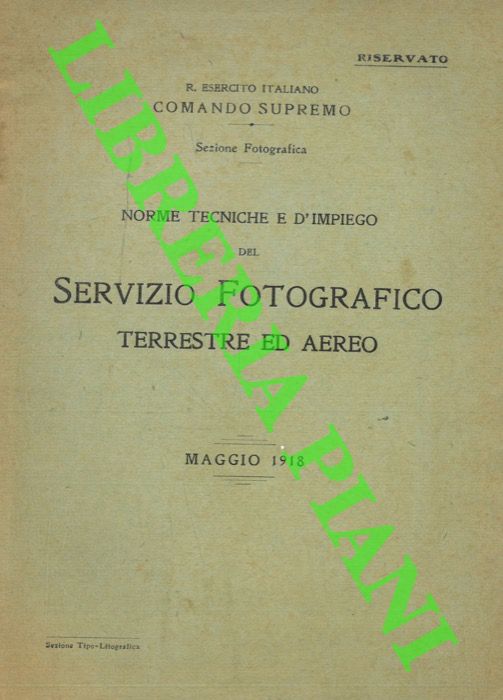 RISERVATO
R. ESERCITO ITALIANO
COMANDO SUPREMO
Sezione Fotografica
NORME TECNICHE E D'IMPIEGO
DEL
SERVIZIO FOTOGRAFICO
TERRESTRE ED AEREO
MAGGIO 1918
Sezione Tipo-Litografica
LIBRERIA PIANI